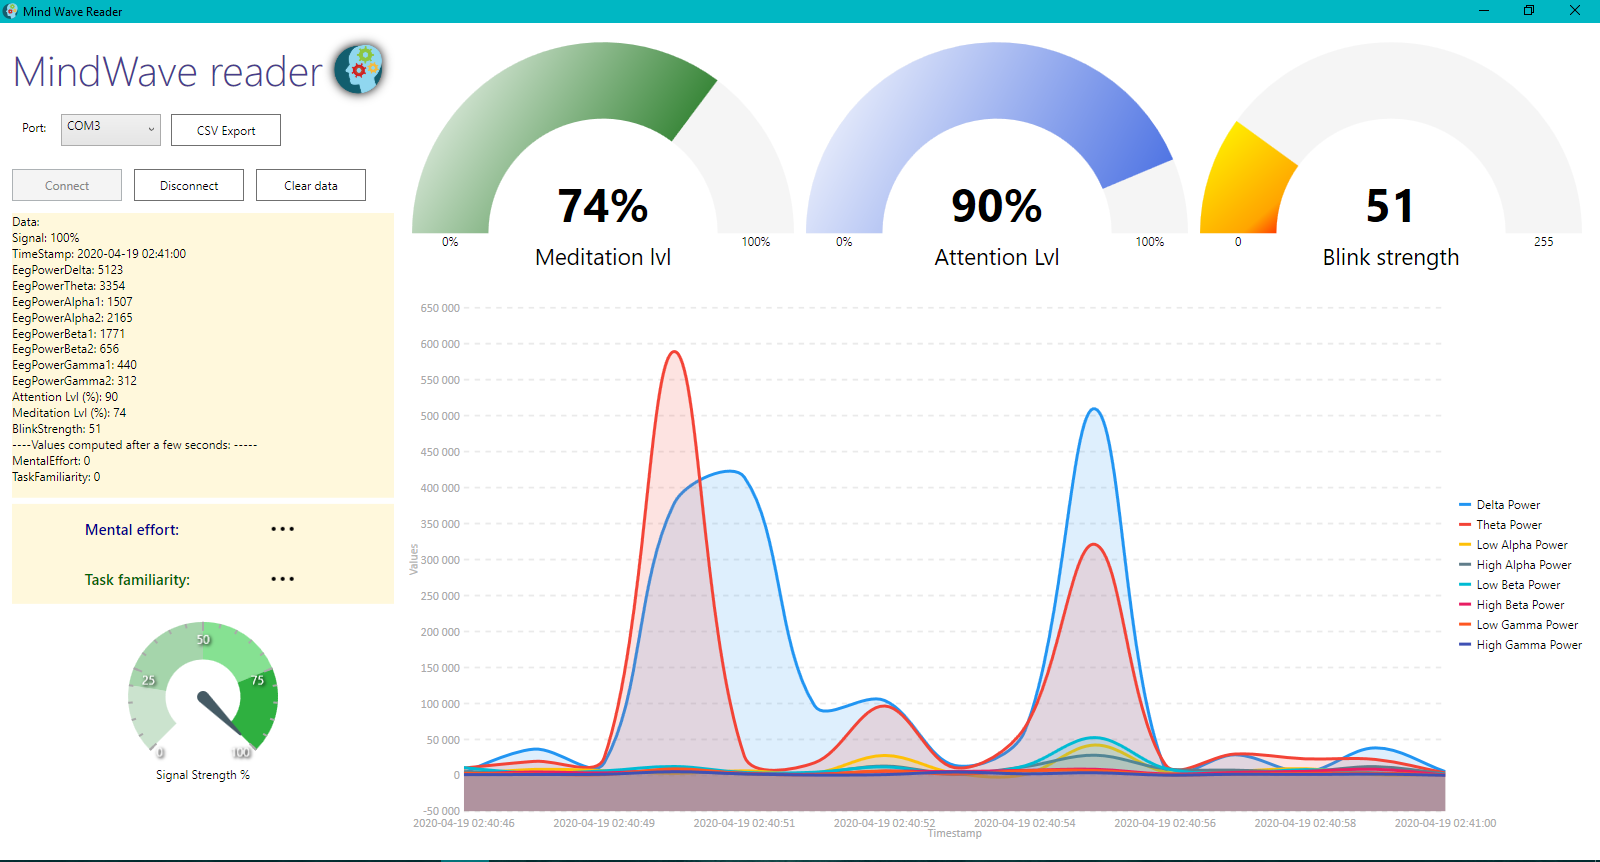 Mind Wave Reader
MindWave reader
Port:
COM3
CSV Export
Connect
Disconnect
Clear data
Data:
Signal: 100%
TimeStamp: 2020-04-19 02:41:00
EegPowerDelta: 5123
EegPowerTheta: 3354
EegPowerAlpha1: 1507
EegPowerAlpha2: 2165
EegPowerBeta1: 1771
EegPowerBeta2: 656
EegPowerGamma1: 440
EegPowerGamma2: 312
Attention Lvl (%): 90
Meditation Lvl (%): 74
BlinkStrength: 51
----Values computed after a few seconds: -----
MentalEffort: 0
TaskFamiliarity: 0
Mental effort: •••
Task familiarity: •••
0
25
50
75
100
Signal Strength %
74%
0%
100%
Meditation lvl
90%
0%
100%
Attention Lvl
51
0
255
Blink strength
650 000
600 000
550 000
500 000
450 000
400 000
350 000
300 000
250 000
200 000
150 000
100 000
50 000
0
-50 000
Values
2020-04-19 02:40:46
2020-04-19 02:40:49
2020-04-19 02:40:51
2020-04-19 02:40:52
2020-04-19 02:40:54
2020-04-19 02:40:56
2020-04-19 02:40:58
2020-04-19 02:41:00
Timestamp
Delta Power
Theta Power
Low Alpha Power
High Alpha Power
Low Beta Power
High Beta Power
Low Gamma Power
High Gamma Power